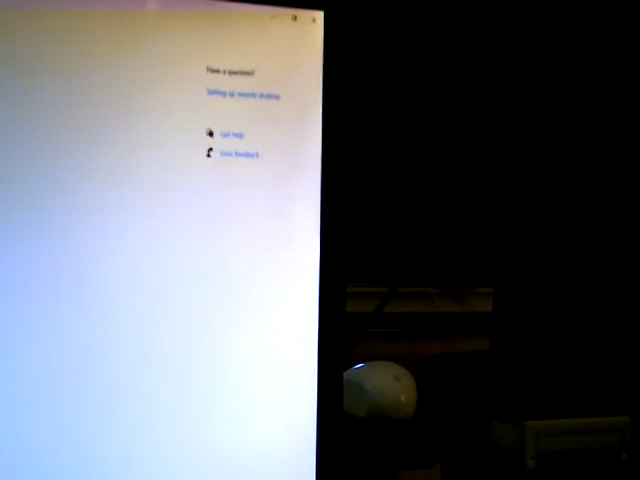 Have a question?
Setting up remote desktop
Get help
Give feedback